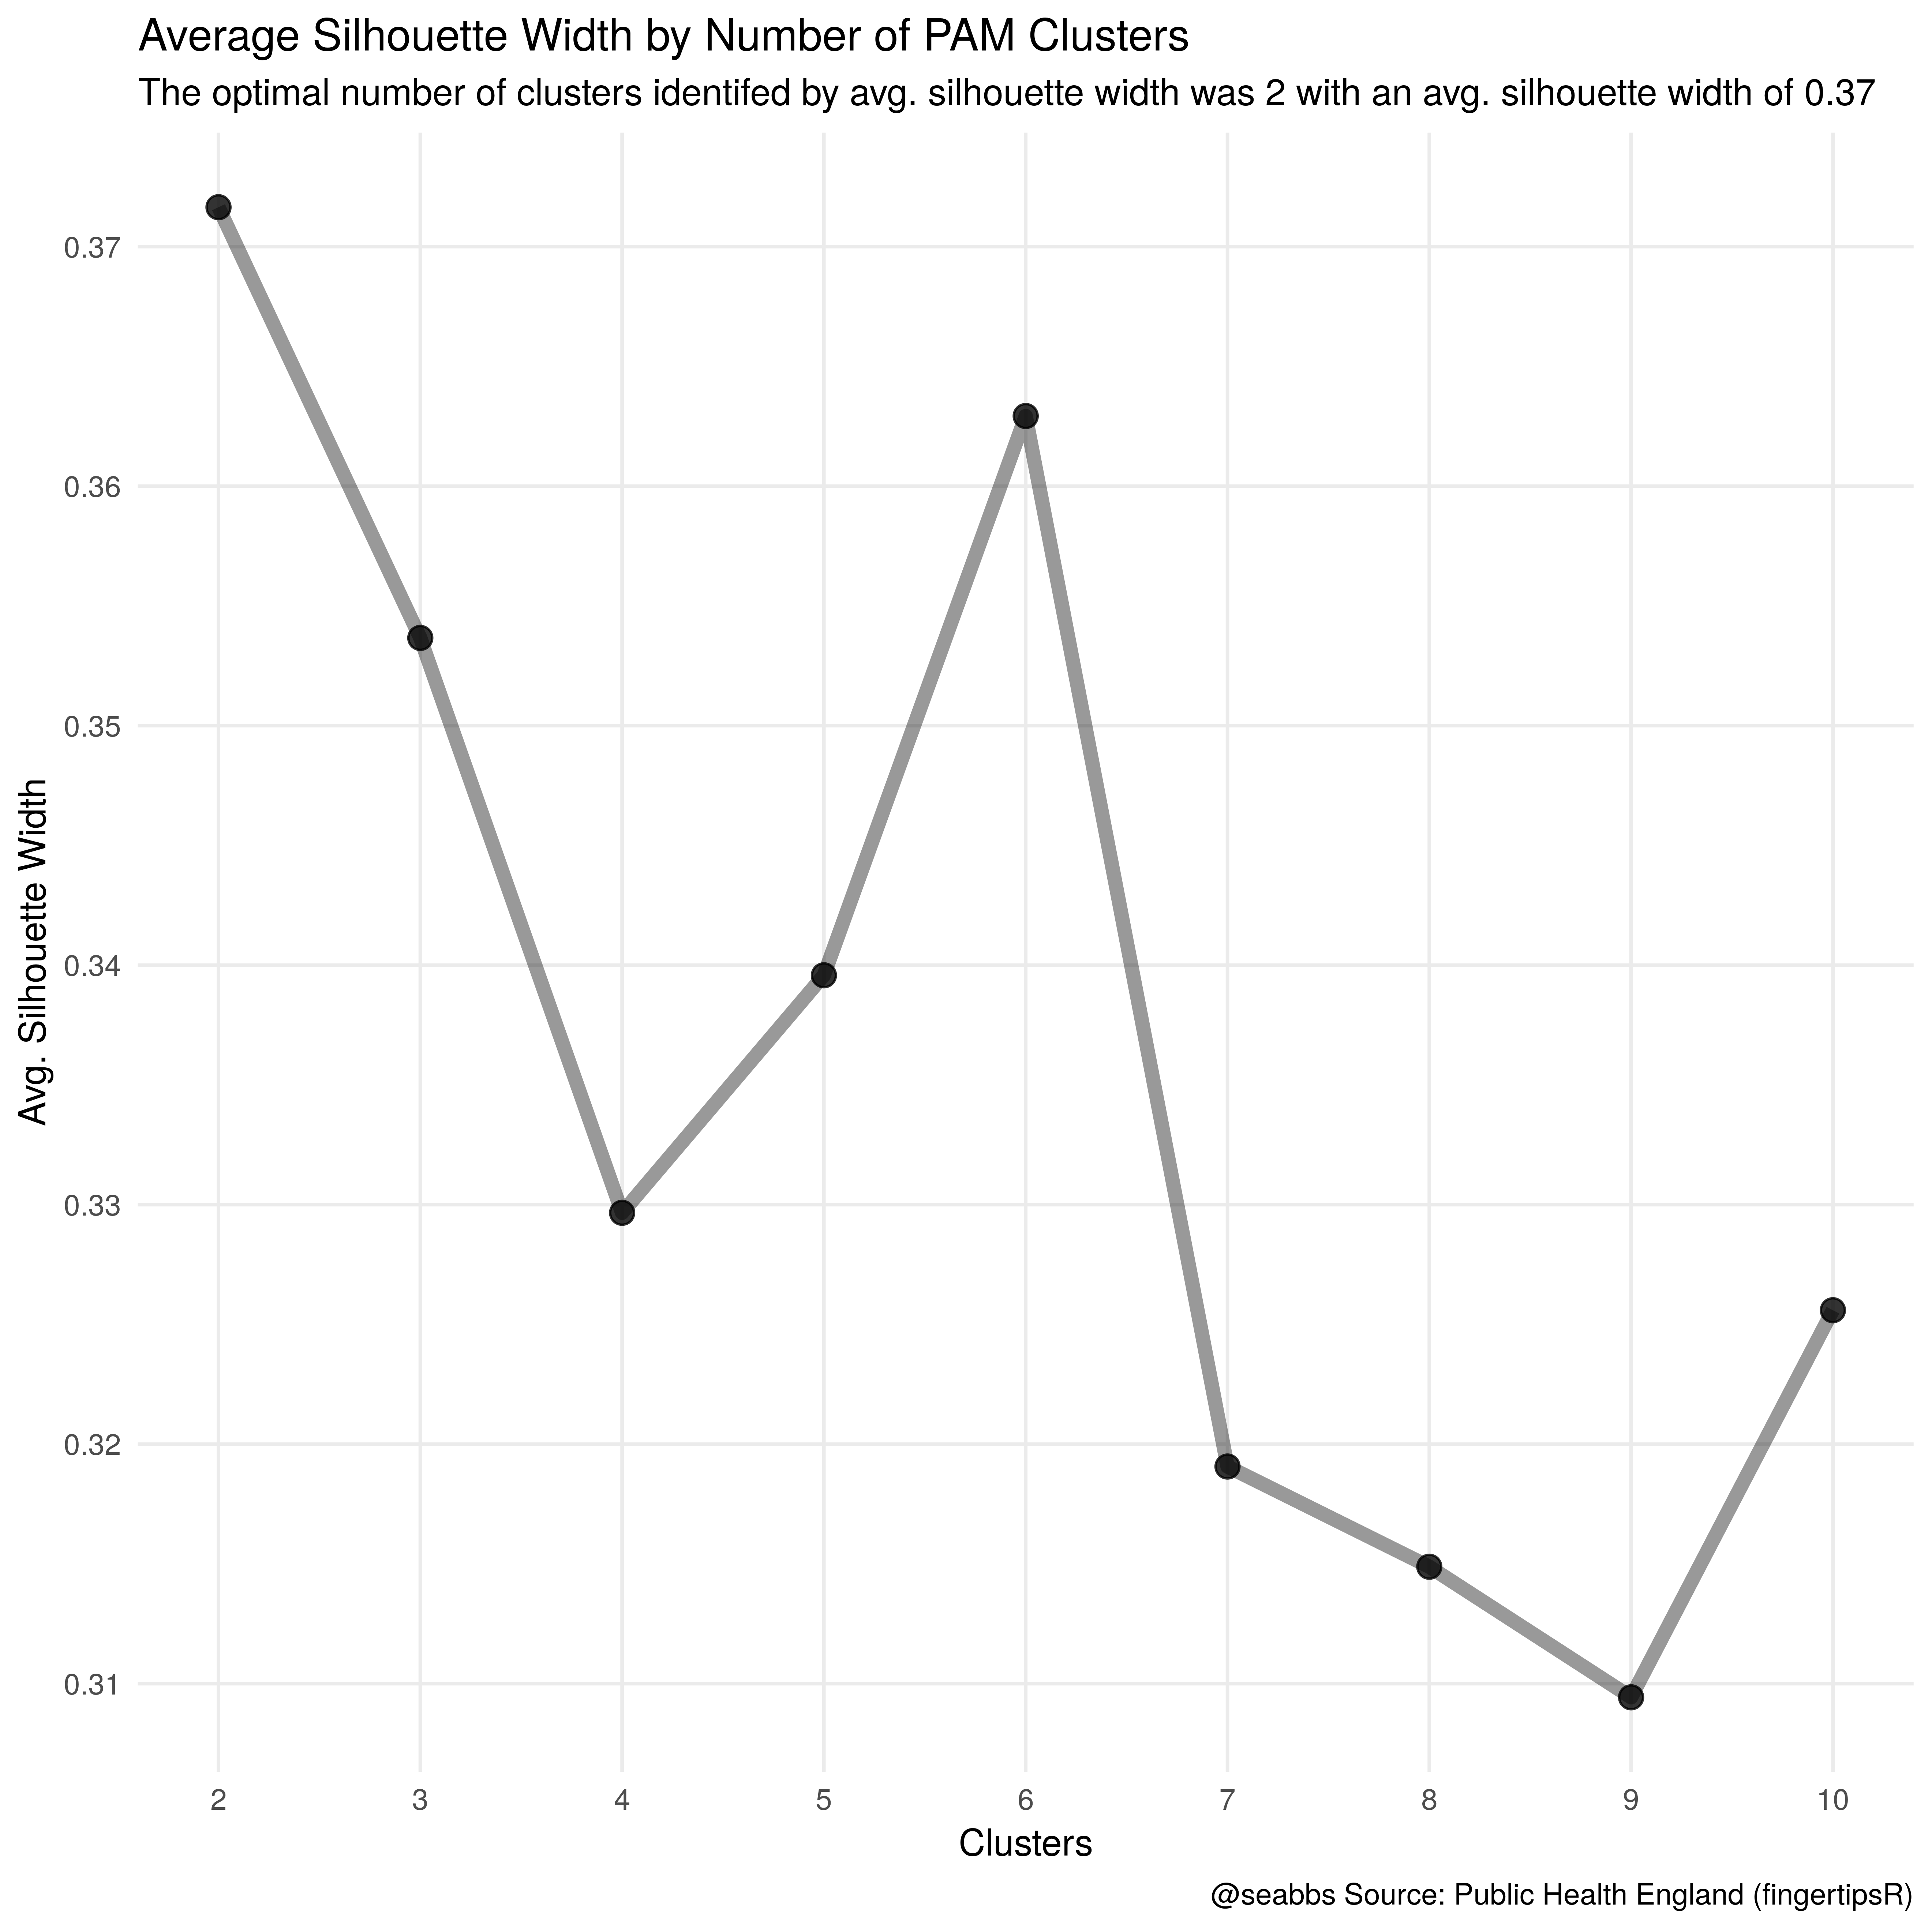 Average Silhouette Width by Number of PAM Clusters
The optimal number of clusters identifed by avg. silhouette width was 2 with an avg. silhouette width of 0.37
Avg. Silhouette Width
0.37
0.36
0.35
0.34
0.33
0.32
0.31
2 3 4 5 6 7 8 9 10
Clusters
@seabbs Source: Public Health England (fingertipsR)